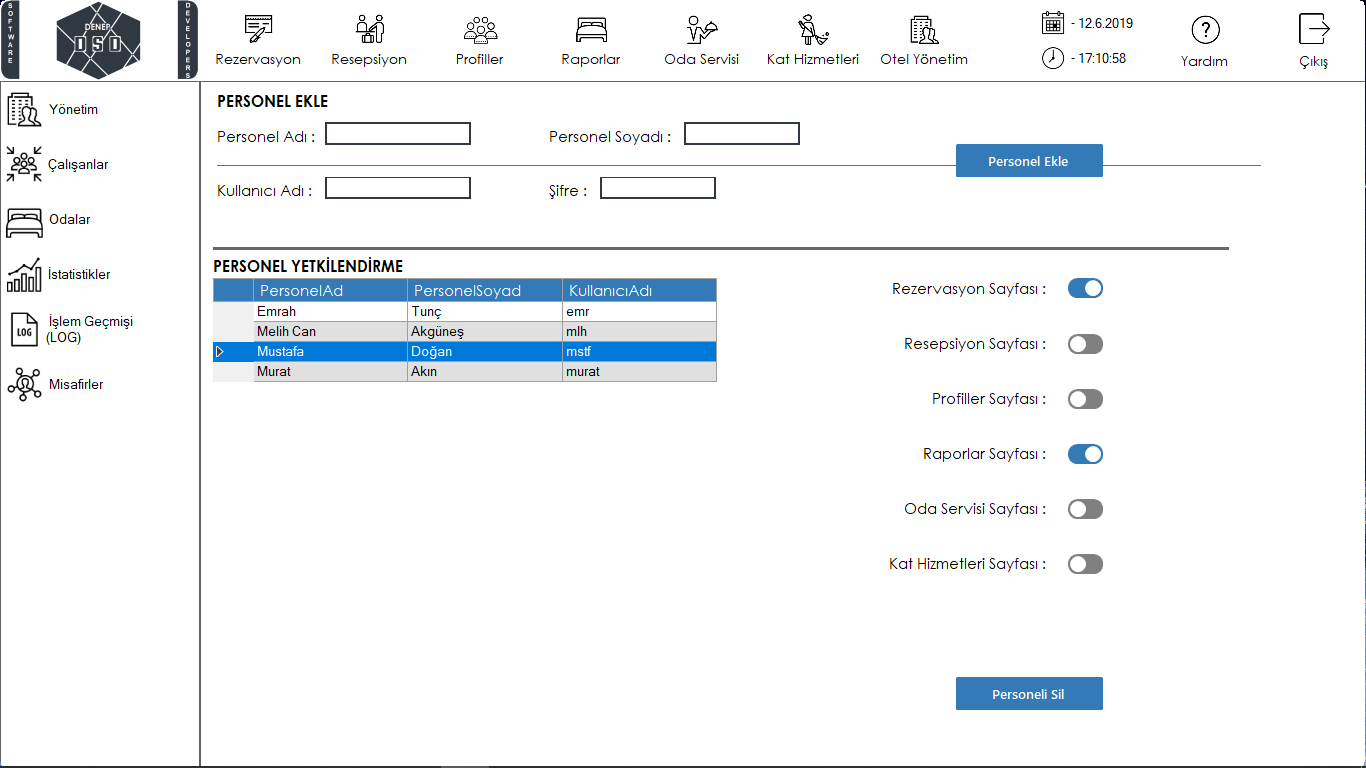 SOFTWARE
DENEP
OSD
DEVELOPERS
Rezervasyon
Resepsiyon
Profiller
Raporlar
Oda Servisi
Kat Hizmetleri
Otel Yönetim
- 12.6.2019
- 17:10:58
Yardım
Çıkış
Yönetim
Çalışanlar
Odalar
İstatistikler
LOG
İşlem Geçmişi
(LOG)
Misafirler
PERSONEL EKLE
Personel Adı :
Personel Soyadı :
Personel Ekle
Kullanıcı Adı :
Şifre :
PERSONEL YETKİLENDİRME
PersonelAd PersonelSoyad KullanıcıAdı
Emrah Tunç emr
Melih Can Akgüneş mlh
Mustafa Doğan mstf
Murat Akın murat
Rezervasyon Sayfası :
Resepsiyon Sayfası :
Profiller Sayfası :
Raporlar Sayfası :
Oda Servisi Sayfası :
Kat Hizmetleri Sayfası :
Personeli Sil